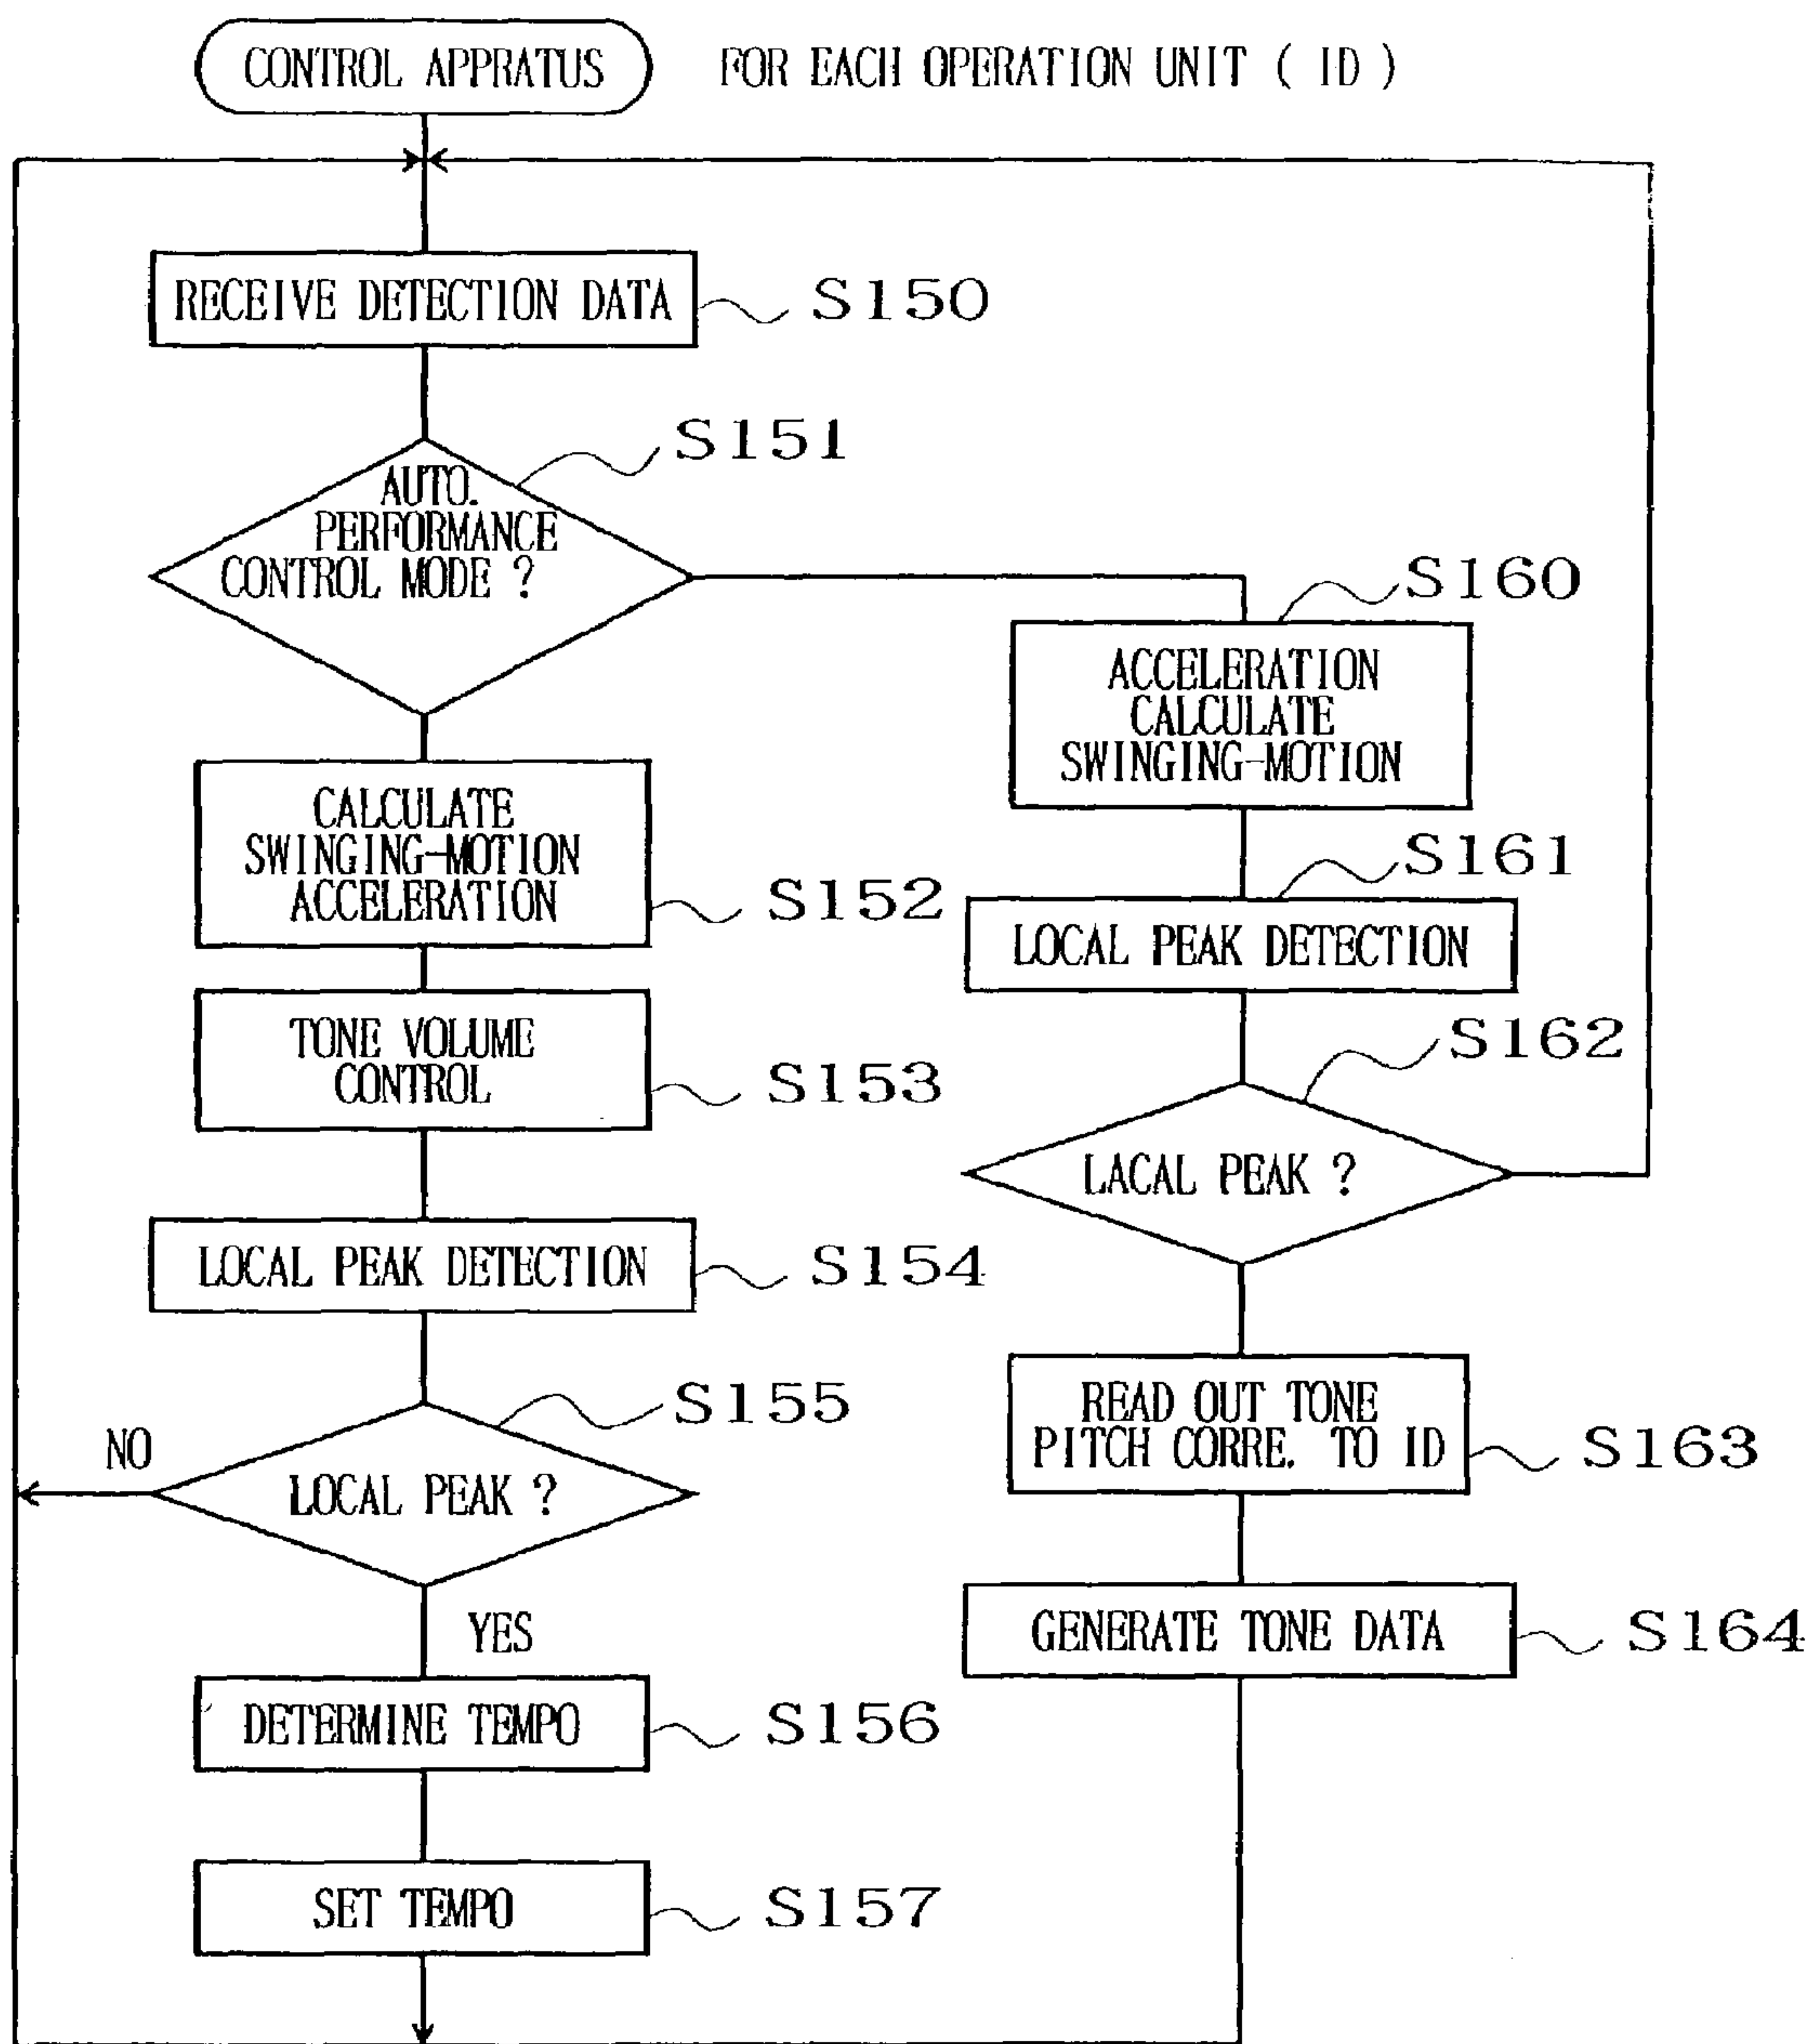 CONTROL APPRATUS
FOR EACH OPERATION UNIT ( ID )
RECEIVE DETECTION DATA
S150
S151
AUTO.
PERFORMANCE
CONTROL MODE ?
CALCULATE
SWINGING-MOTION
ACCELERATION
S152
TONE VOLUME
CONTROL
S153
LOCAL PEAK DETECTION
S154
S155
LOCAL PEAK ?
NO
YES
DETERMINE TEMPO
S156
SET TEMPO
S157
S160
ACCELERATION
CALCULATE
SWINGING-MOTION
S161
LOCAL PEAK DETECTION
S162
LACAL PEAK ?
READ OUT TONE
PITCH CORRE. TO ID
S163
GENERATE TONE DATA
S164